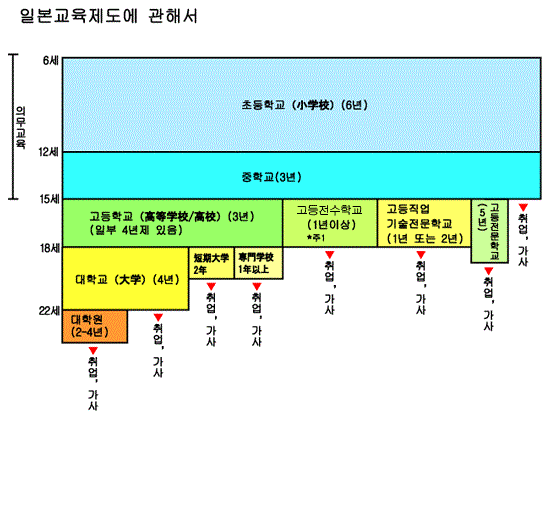 일본교육제도에 관해서
6세
의무교육
초등학교 (小学校) (6년)
12세
중학교(3년)
15세
고등학교 (高等学校/高校) (3년)
(일부 4년제 있음)
고등전수학교
(1년이상)
*주1
고등직업
기술전문학교
(1년 또는 2년)
고등전문학교
(5년)
취업, 가사
18세
대학교 (大学) (4년)
短期大学
2年
専門学校
1年以上
취업, 가사
취업, 가사
취업, 가사
취업, 가사
취업, 가사
22세
대학원
(2-4년)
취업, 가사
취업, 가사